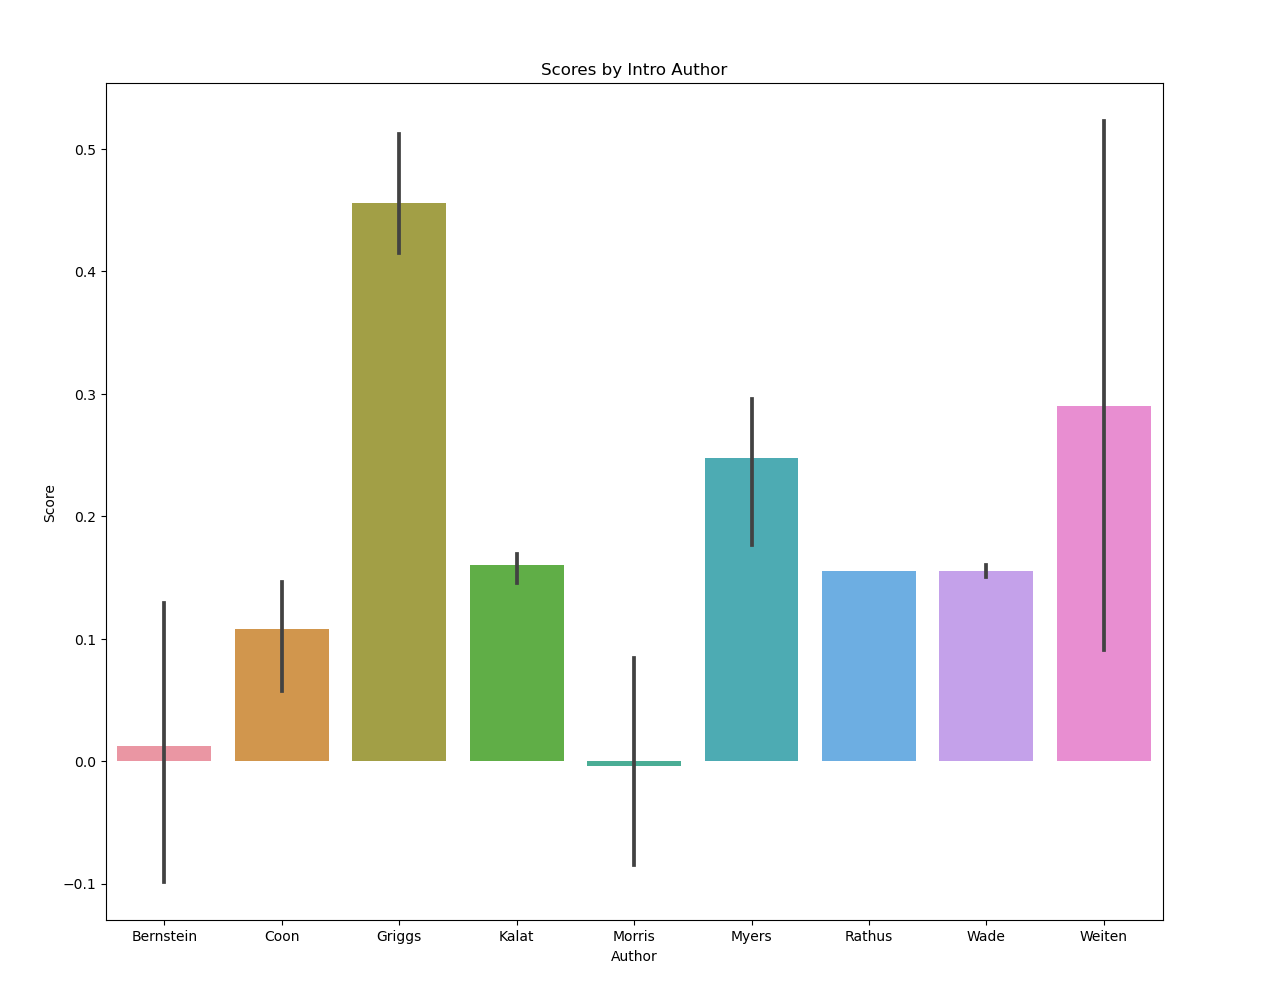 Scores by Intro Author
0.5
0.4
0.3
0.2
0.1
0.0
−0.1
Score
Bernstein Coon Griggs Kalat Morris Myers Rathus Wade Weiten
Author